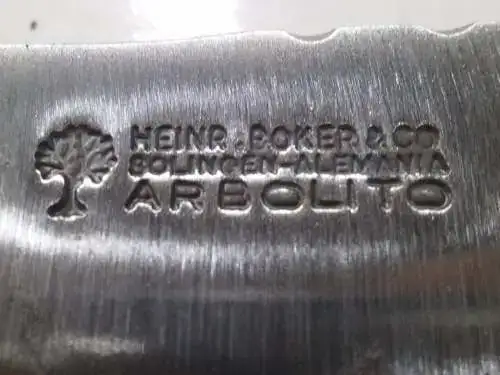 HEINR. BOKER & CO
SOLINGEN-ALEMANIA
ARBOLITO